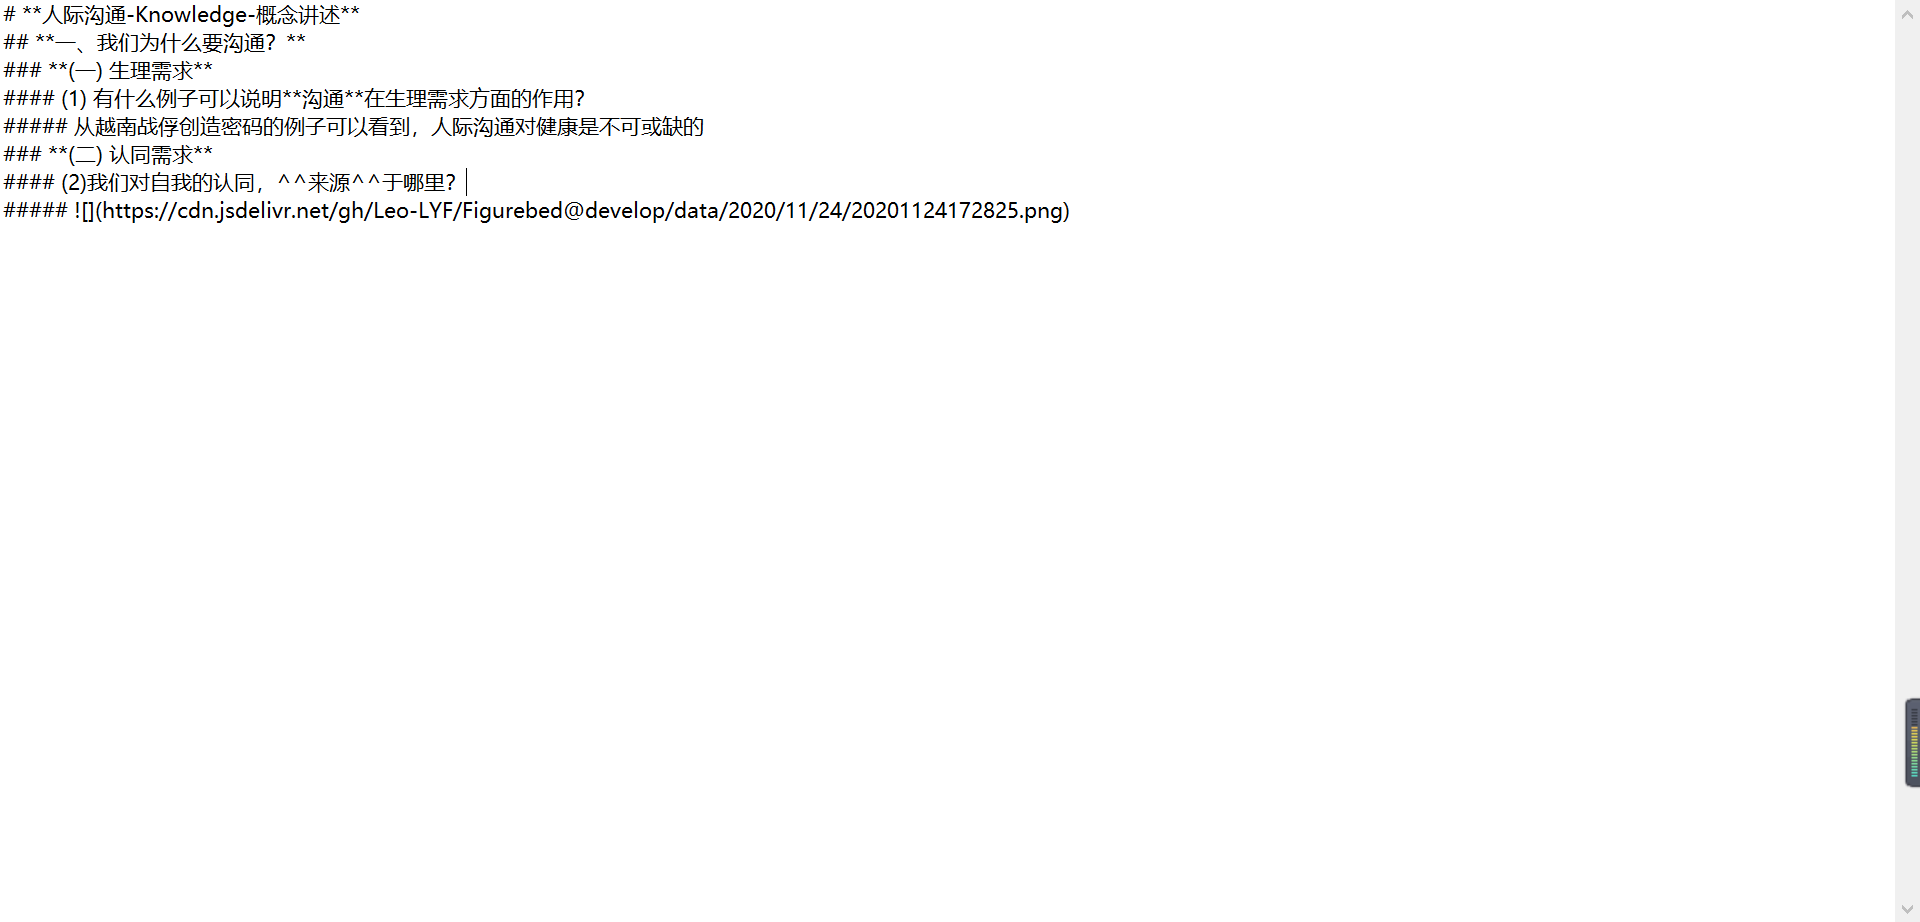 # **人际沟通-Knowledge-概念讲述**
## **一、我们为什么要沟通？**
### **(一) 生理需求**
#### (1) 有什么例子可以说明**沟通**在生理需求方面的作用？
##### 从越南战俘创造密码的例子可以看到，人际沟通对健康是不可或缺的
### **(二) 认同需求**
#### (2)我们对自我的认同，^^来源^^于哪里？
##### ![](https://cdn.jsdelivr.net/gh/Leo-LYF/Figurebed@develop/data/2020/11/24/20201124172825.png)